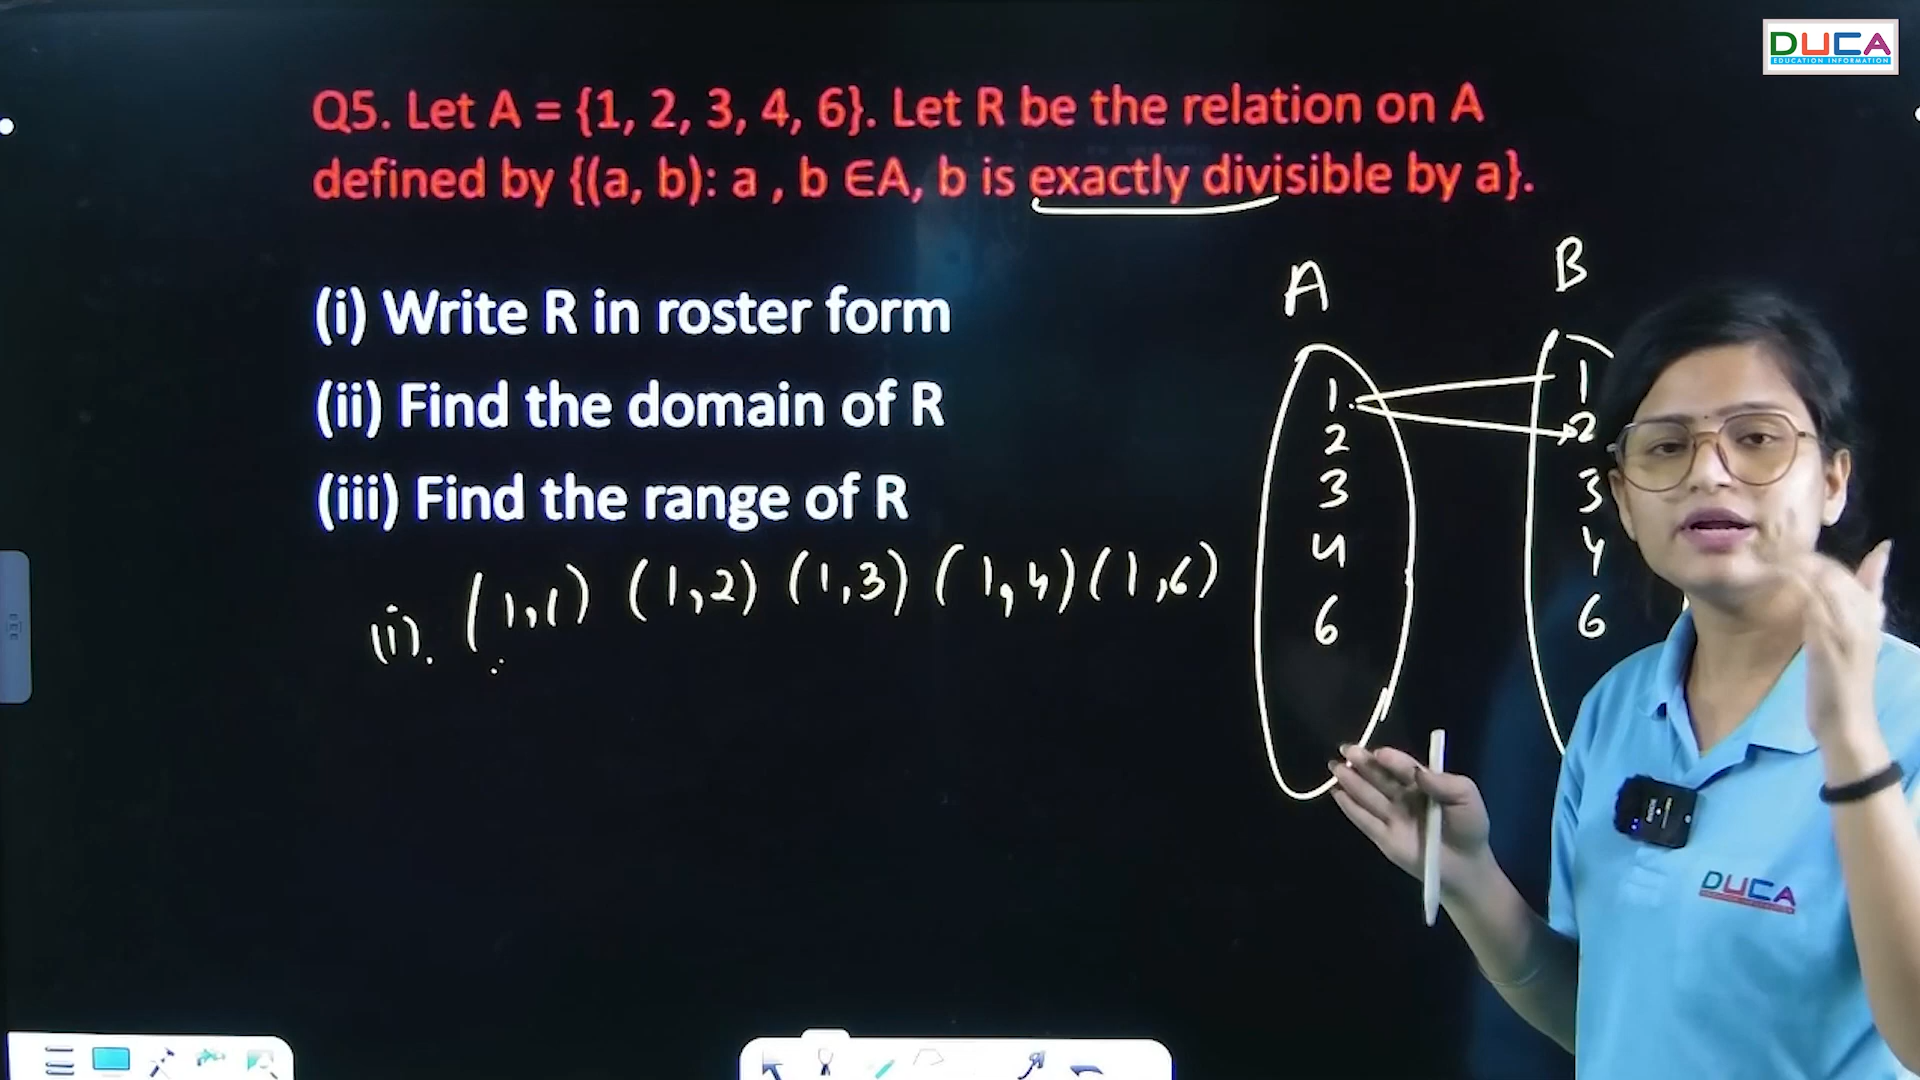 DUCA
EDUCATION INFORMATION
Q5. Let A = {1, 2, 3, 4, 6}. Let R be the relation on A
defined by {(a, b): a , b ∈A, b is exactly divisible by a}.
(i) Write R in roster form
(ii) Find the domain of R
(iii) Find the range of R
(i). (1,1) (1,2) (1,3) (1,4) (1,6)
A
1
2
3
4
6
B
1
2
3
4
6
DUCA